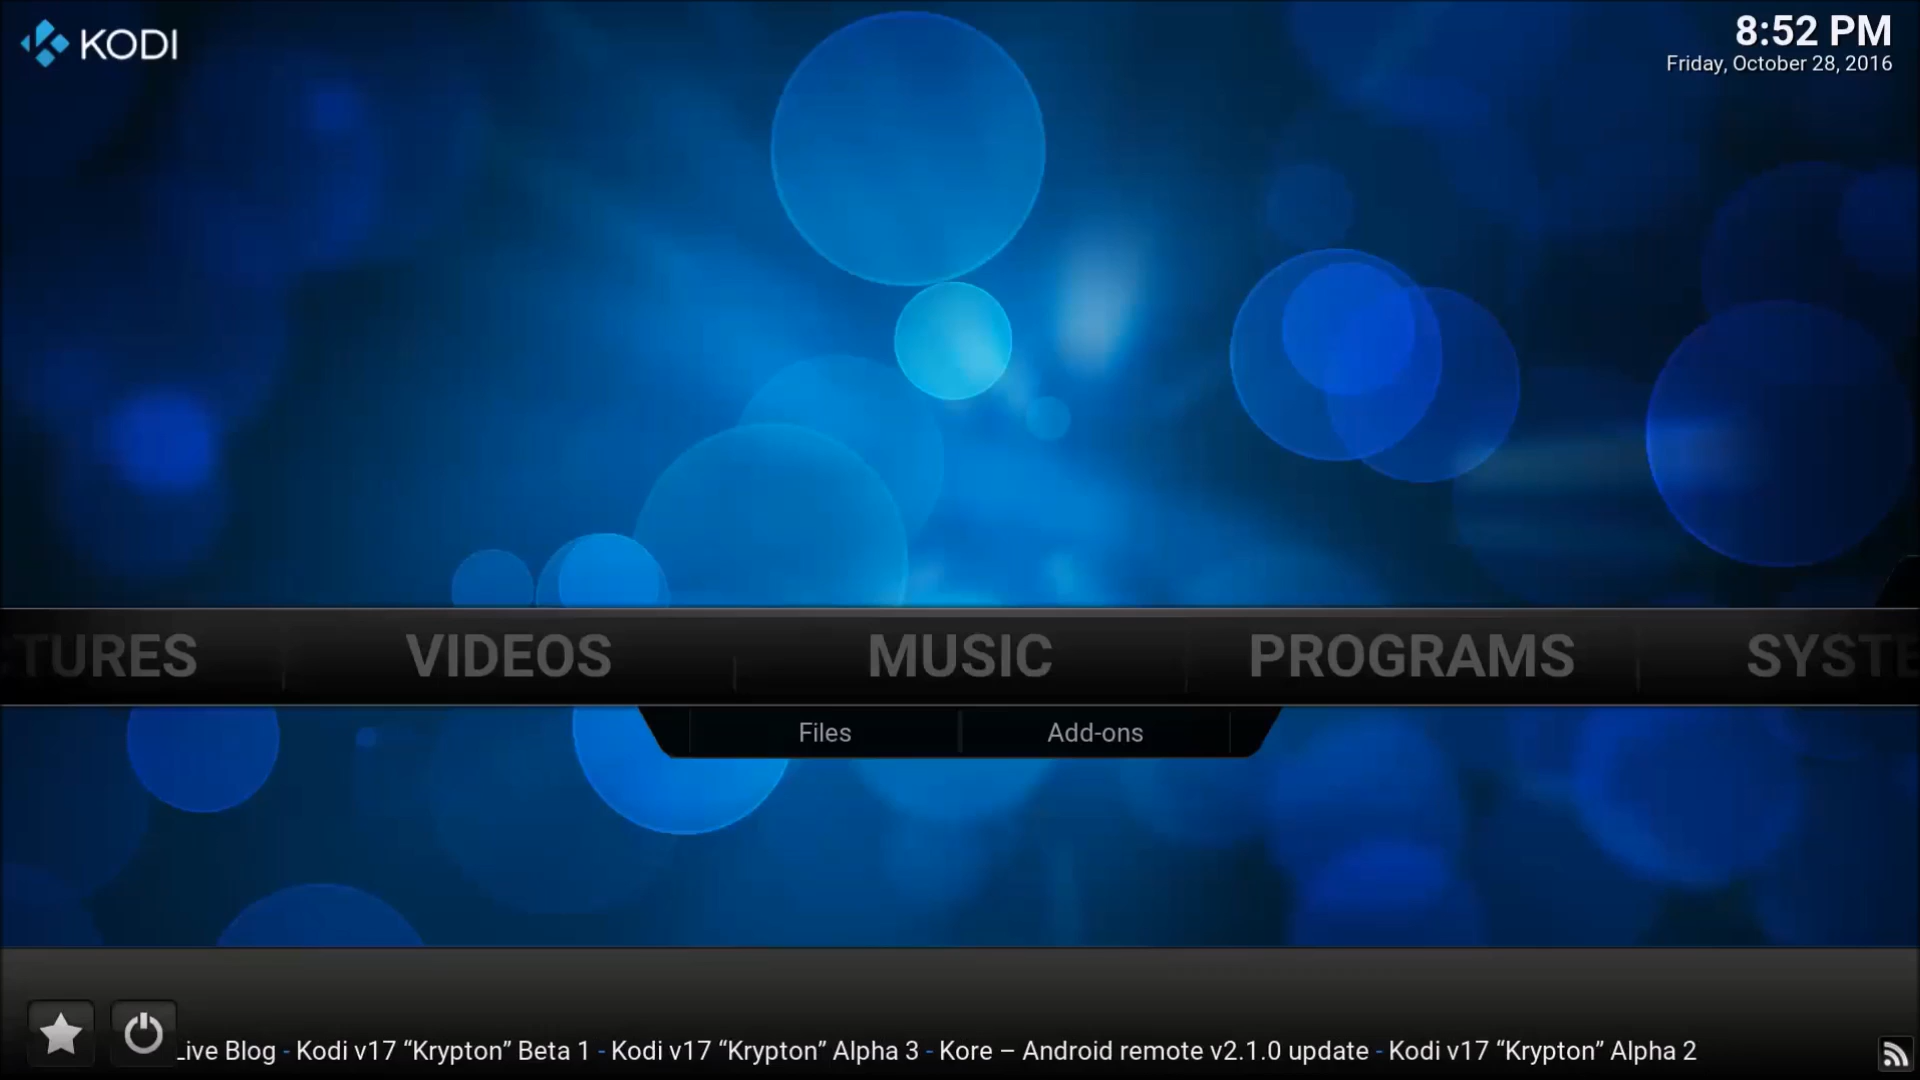 KODI
8:52 PM
Friday, October 28, 2016
TURES VIDEOS MUSIC PROGRAMS SYSTE
Files Add-ons
Live Blog - Kodi v17 “Krypton” Beta 1 - Kodi v17 “Krypton” Alpha 3 - Kore – Android remote v2.1.0 update - Kodi v17 “Krypton” Alpha 2